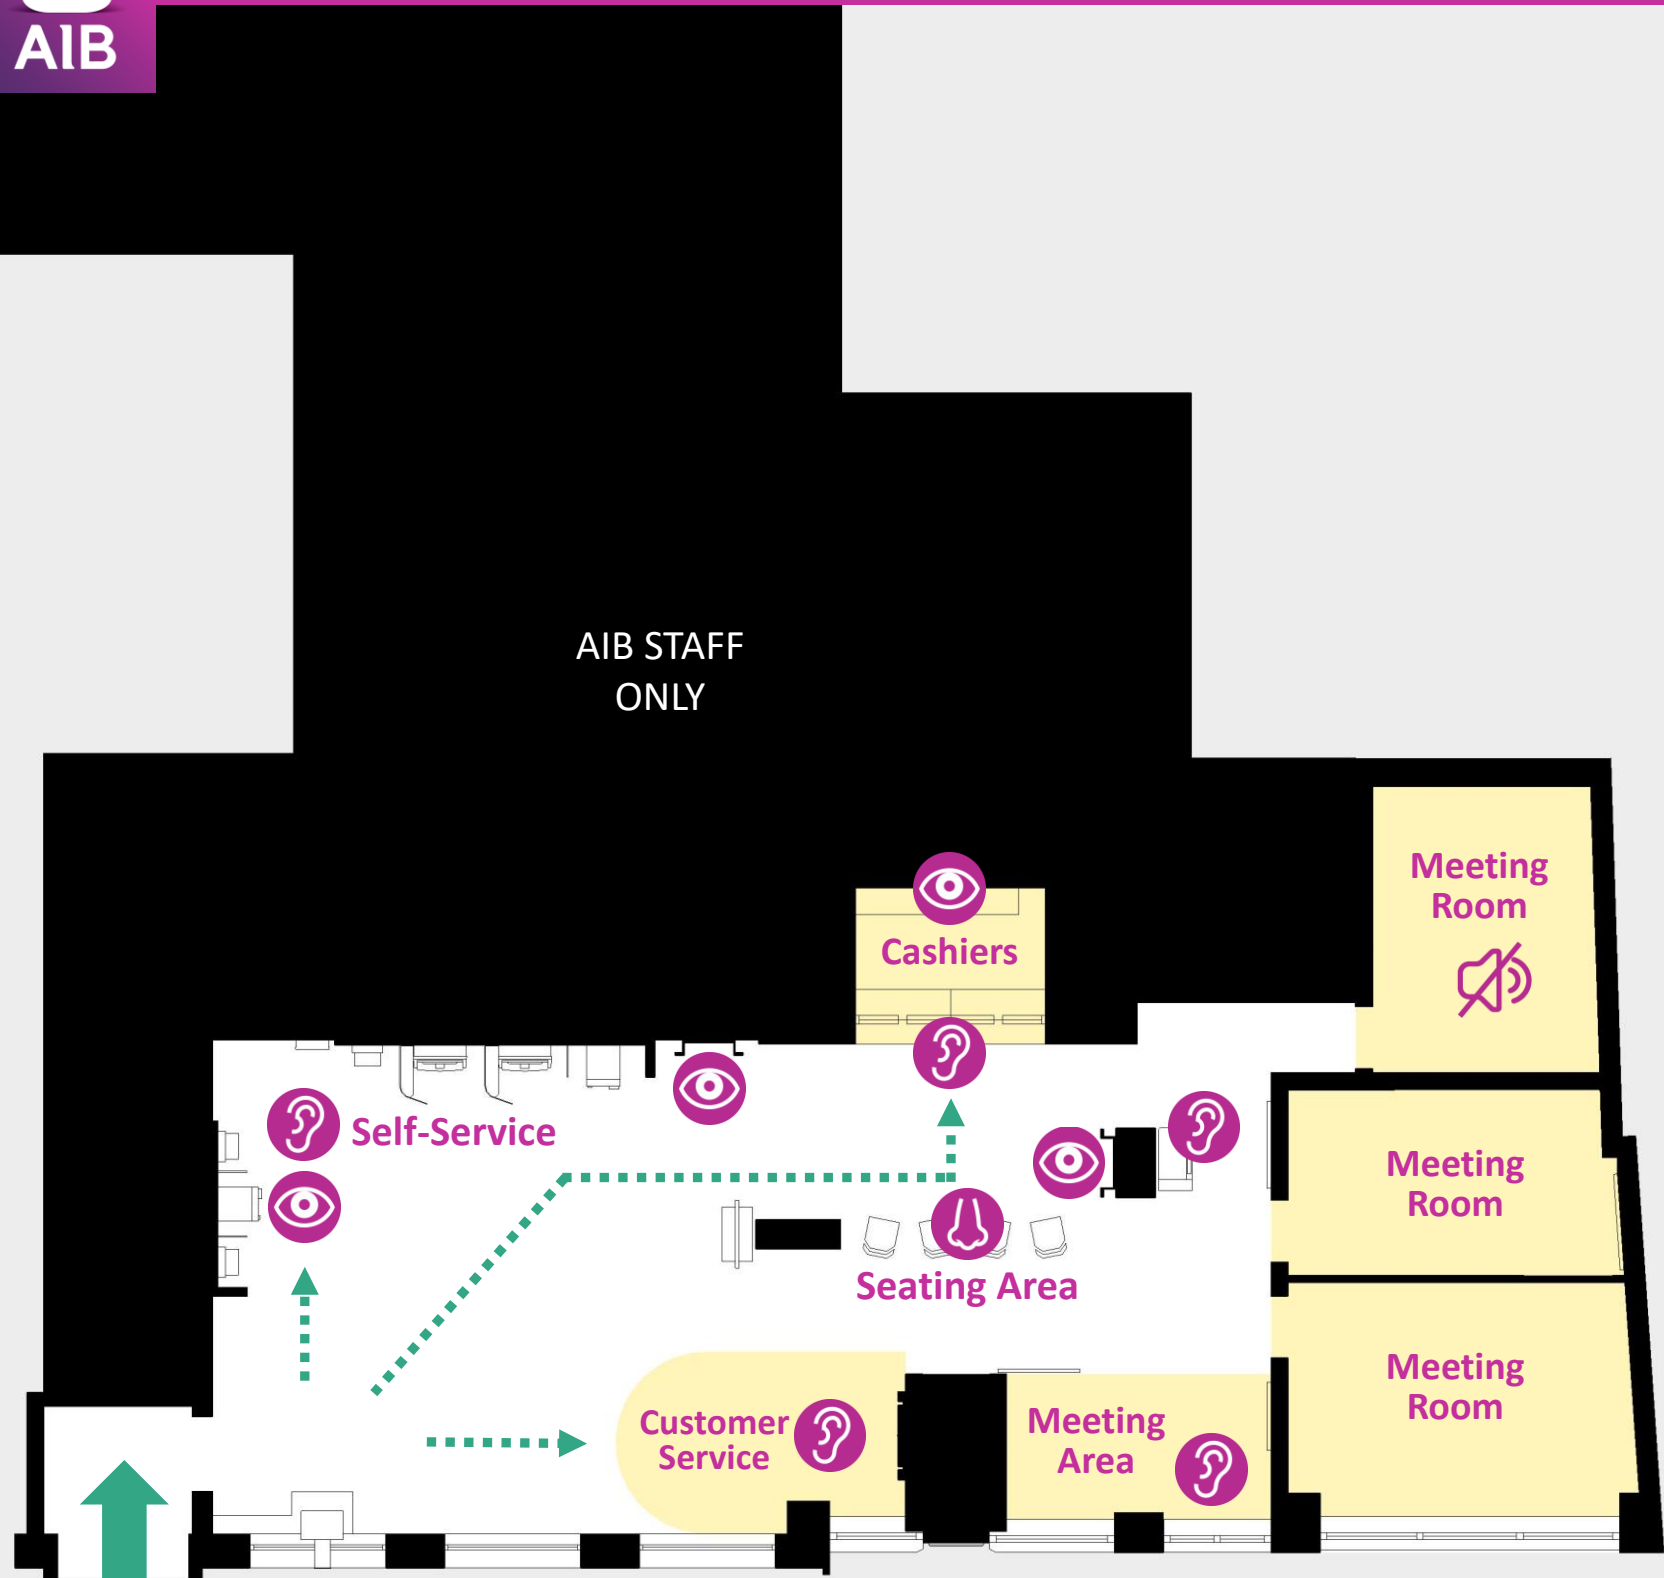 AIB
AIB STAFF
ONLY
Meeting
Room
Cashiers
Self-Service
Meeting
Room
Seating Area
Meeting
Room
Customer
Service
Meeting
Area